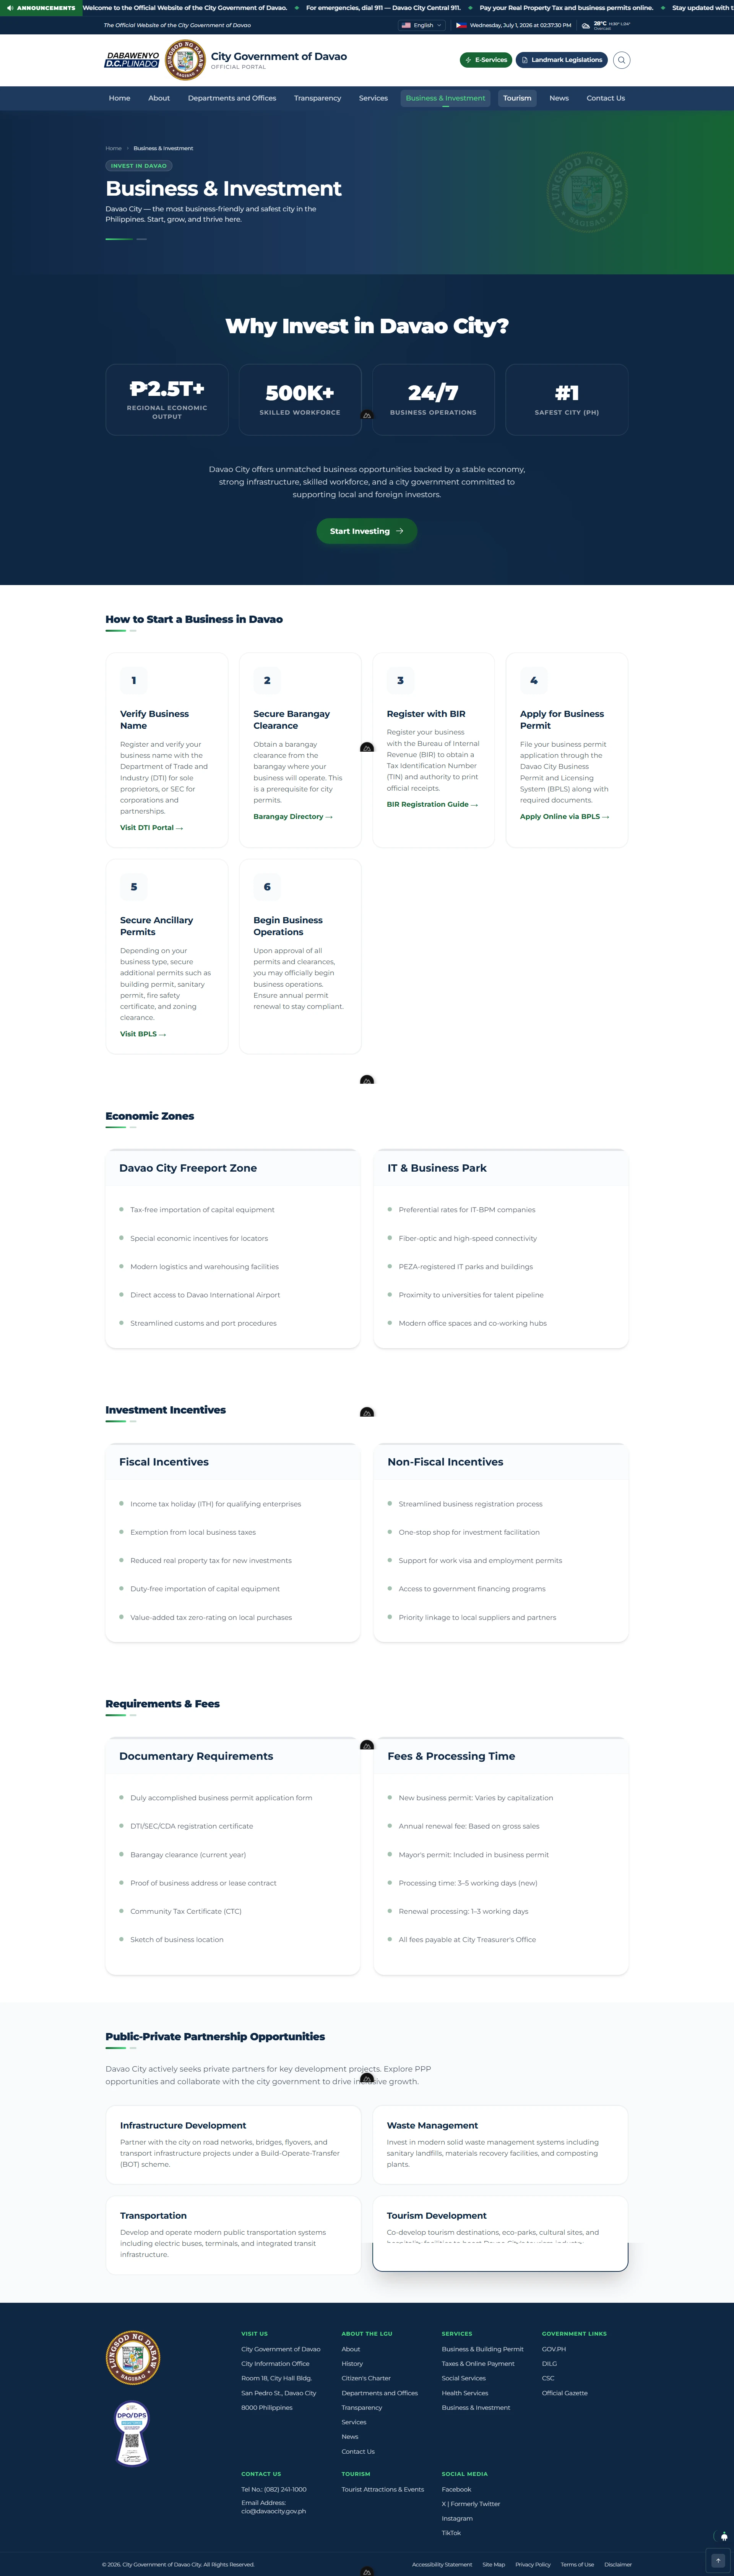 ANNOUNCEMENTS
Welcome to the Official Website of the City Government of Davao. • For emergencies, dial 911 — Davao City Central 911. • Pay your Real Property Tax and business permits online. • Stay updated with t
The Official Website of the City Government of Davao
English
Wednesday, July 1, 2026 at 02:37:30 PM
28°C
Overcast
DABAWENYO
D.C.PLINADO
City Government of Davao
OFFICIAL PORTAL
E-Services
Landmark Legislations
Home About Departments and Offices Transparency Services Business & Investment Tourism News Contact Us
Home > Business & Investment
INVEST IN DAVAO
Business & Investment
Davao City — the most business-friendly and safest city in the
Philippines. Start, grow, and thrive here.
Why Invest in Davao City?
₱2.5T+
REGIONAL ECONOMIC
OUTPUT
500K+
SKILLED WORKFORCE
24/7
BUSINESS OPERATIONS
#1
SAFEST CITY (PH)
Davao City offers unmatched business opportunities backed by a stable economy,
strong infrastructure, skilled workforce, and a city government committed to
supporting local and foreign investors.
Start Investing →
How to Start a Business in Davao
1
Verify Business
Name
Register and verify your
business name with the
Department of Trade and
Industry (DTI) for sole
proprietors, or SEC for
corporations and
partnerships.
Visit DTI Portal →
2
Secure Barangay
Clearance
Obtain a barangay
clearance from the
barangay where your
business will operate. This
is a prerequisite for city
permits.
Barangay Directory →
3
Register with BIR
Register your business
with the Bureau of Internal
Revenue (BIR) to obtain a
Tax Identification Number
(TIN) and authority to print
official receipts.
BIR Registration Guide →
4
Apply for Business
Permit
File your business permit
application through the
Davao City Business
Permit and Licensing
System (BPLS) along with
required documents.
Apply Online via BPLS →
5
Secure Ancillary
Permits
Depending on your
business type, secure
additional permits such as
building permit, sanitary
permit, fire safety
certificate, and zoning
clearance.
Visit BPLS →
6
Begin Business
Operations
Upon approval of all
permits and clearances,
you may officially begin
business operations.
Ensure annual permit
renewal to stay compliant.
Economic Zones
Davao City Freeport Zone
Tax-free importation of capital equipment
Special economic incentives for locators
Modern logistics and warehousing facilities
Direct access to Davao International Airport
Streamlined customs and port procedures
IT & Business Park
Preferential rates for IT-BPM companies
Fiber-optic and high-speed connectivity
PEZA-registered IT parks and buildings
Proximity to universities for talent pipeline
Modern office spaces and co-working hubs
Investment Incentives
Fiscal Incentives
Income tax holiday (ITH) for qualifying enterprises
Exemption from local business taxes
Reduced real property tax for new investments
Duty-free importation of capital equipment
Value-added tax zero-rating on local purchases
Non-Fiscal Incentives
Streamlined business registration process
One-stop shop for investment facilitation
Support for work visa and employment permits
Access to government financing programs
Priority linkage to local suppliers and partners
Requirements & Fees
Documentary Requirements
Duly accomplished business permit application form
DTI/SEC/CDA registration certificate
Barangay clearance (current year)
Proof of business address or lease contract
Community Tax Certificate (CTC)
Sketch of business location
Fees & Processing Time
New business permit: Varies by capitalization
Annual renewal fee: Based on gross sales
Mayor's permit: Included in business permit
Processing time: 3–5 working days (new)
Renewal processing: 1–3 working days
All fees payable at City Treasurer's Office
Public-Private Partnership Opportunities
Davao City actively seeks private partners for key development projects. Explore PPP
opportunities and collaborate with the city government to drive inclusive growth.
Infrastructure Development
Partner with the city on road networks, bridges, flyovers, and
transport infrastructure projects under a Build-Operate-Transfer
(BOT) scheme.
Waste Management
Invest in modern solid waste management systems including
sanitary landfills, materials recovery facilities, and composting
plants.
Transportation
Develop and operate modern public transportation systems
including electric buses, terminals, and integrated transit
infrastructure.
Tourism Development
Co-develop tourism destinations, eco-parks, cultural sites, and
DPO/DPS
VISIT US
City Government of Davao
City Information Office
Room 18, City Hall Bldg.
San Pedro St., Davao City
8000 Philippines
ABOUT THE LGU
About
History
Citizen's Charter
Departments and Offices
Transparency
Services
News
Contact Us
SERVICES
Business & Building Permit
Taxes & Online Payment
Social Services
Health Services
Business & Investment
GOVERNMENT LINKS
GOV.PH
DILG
CSC
Official Gazette
CONTACT US
Tel No.: (082) 241-1000
Email Address:
cio@davaocity.gov.ph
TOURISM
Tourist Attractions & Events
SOCIAL MEDIA
Facebook
X | Formerly Twitter
Instagram
TikTok
© 2026. City Government of Davao City. All Rights Reserved.
Accessibility Statement Site Map Privacy Policy Terms of Use Disclaimer